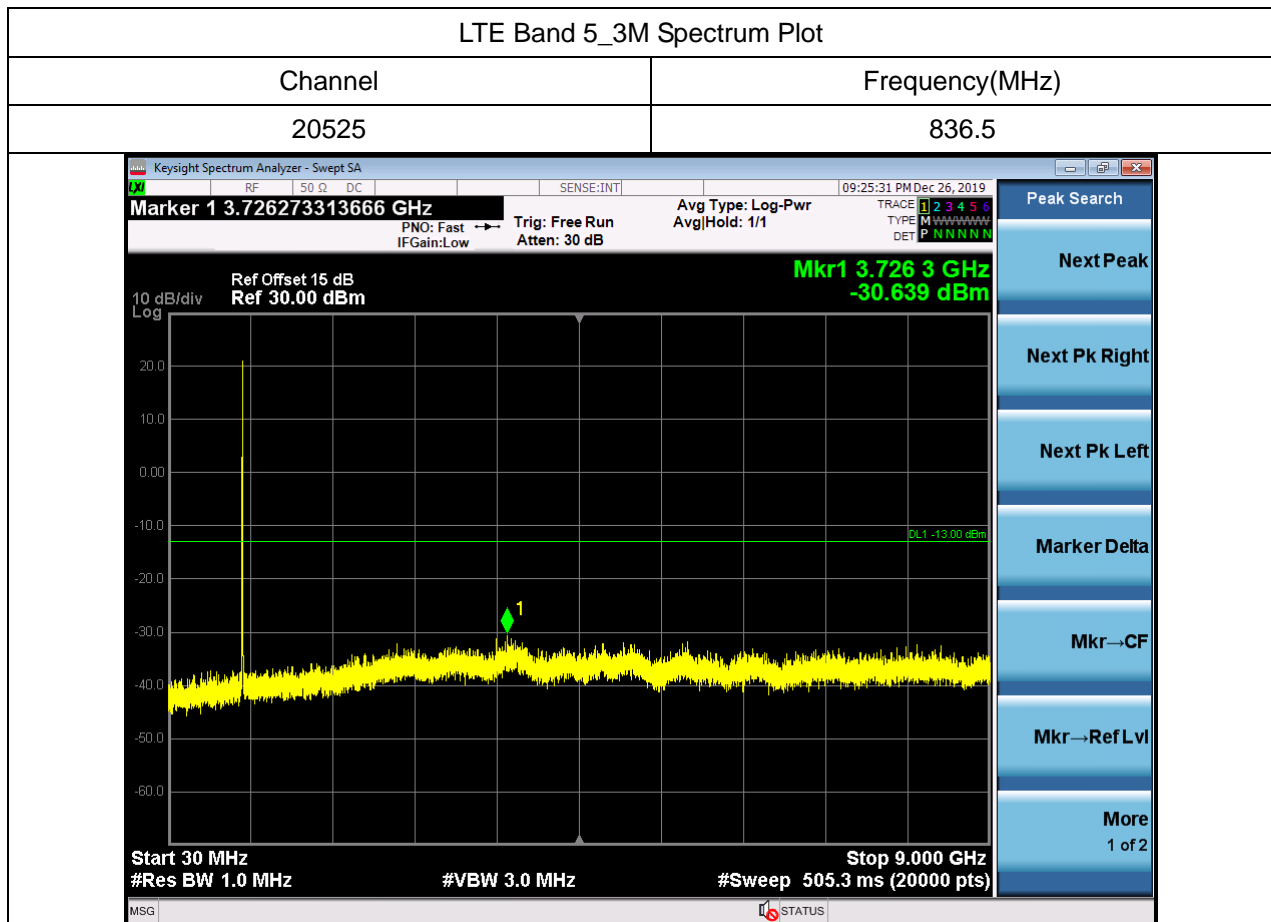 LTE Band 5_3M Spectrum Plot
Channel Frequency(MHz)
20525 836.5
Keysight Spectrum Analyzer - Swept SA
LXI RF 50 Ω DC SENSE:INT 09:25:31 PM Dec 26, 2019
Marker 1 3.726273313666 GHz
PNO: Fast
IFGain:Low
Trig: Free Run
Atten: 30 dB
Avg Type: Log-Pwr
Avg|Hold: 1/1
TRACE 1 2 3 4 5 6
TYPE M WWWWW
DET P N N N N N
Peak Search
Mkr1 3.726 3 GHz
-30.639 dBm
Ref Offset 15 dB
10 dB/div Ref 30.00 dBm
Log
20.0
10.0
0.00
-10.0
DL1 -13.00 dBm
-20.0
1
-30.0
-40.0
-50.0
-60.0
Start 30 MHz Stop 9.000 GHz
#Res BW 1.0 MHz #VBW 3.0 MHz #Sweep 505.3 ms (20000 pts)
MSG STATUS
Next Peak
Next Pk Right
Next Pk Left
Marker Delta
Mkr→CF
Mkr→Ref Lvl
More
1 of 2